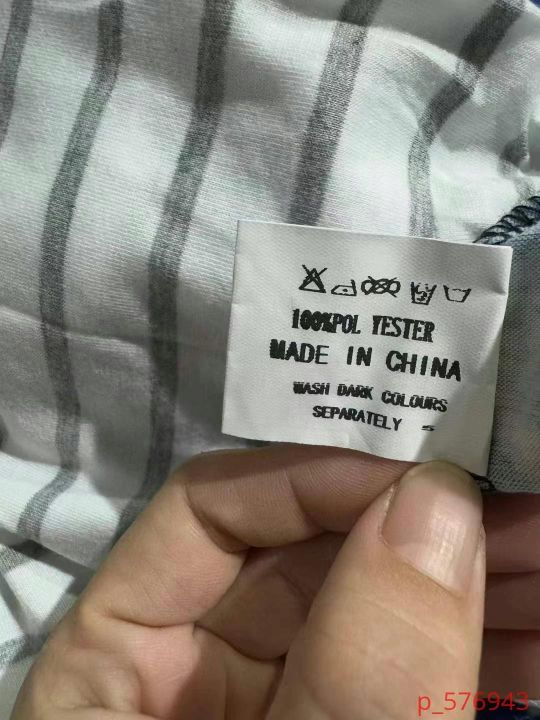 100%POL YESTER
MADE IN CHINA
WASH DARK COLOURS
SEPARATELY S
p_576943